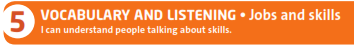 5 VOCABULARY AND LISTENING • Jobs and skills
I can understand people talking about skills.